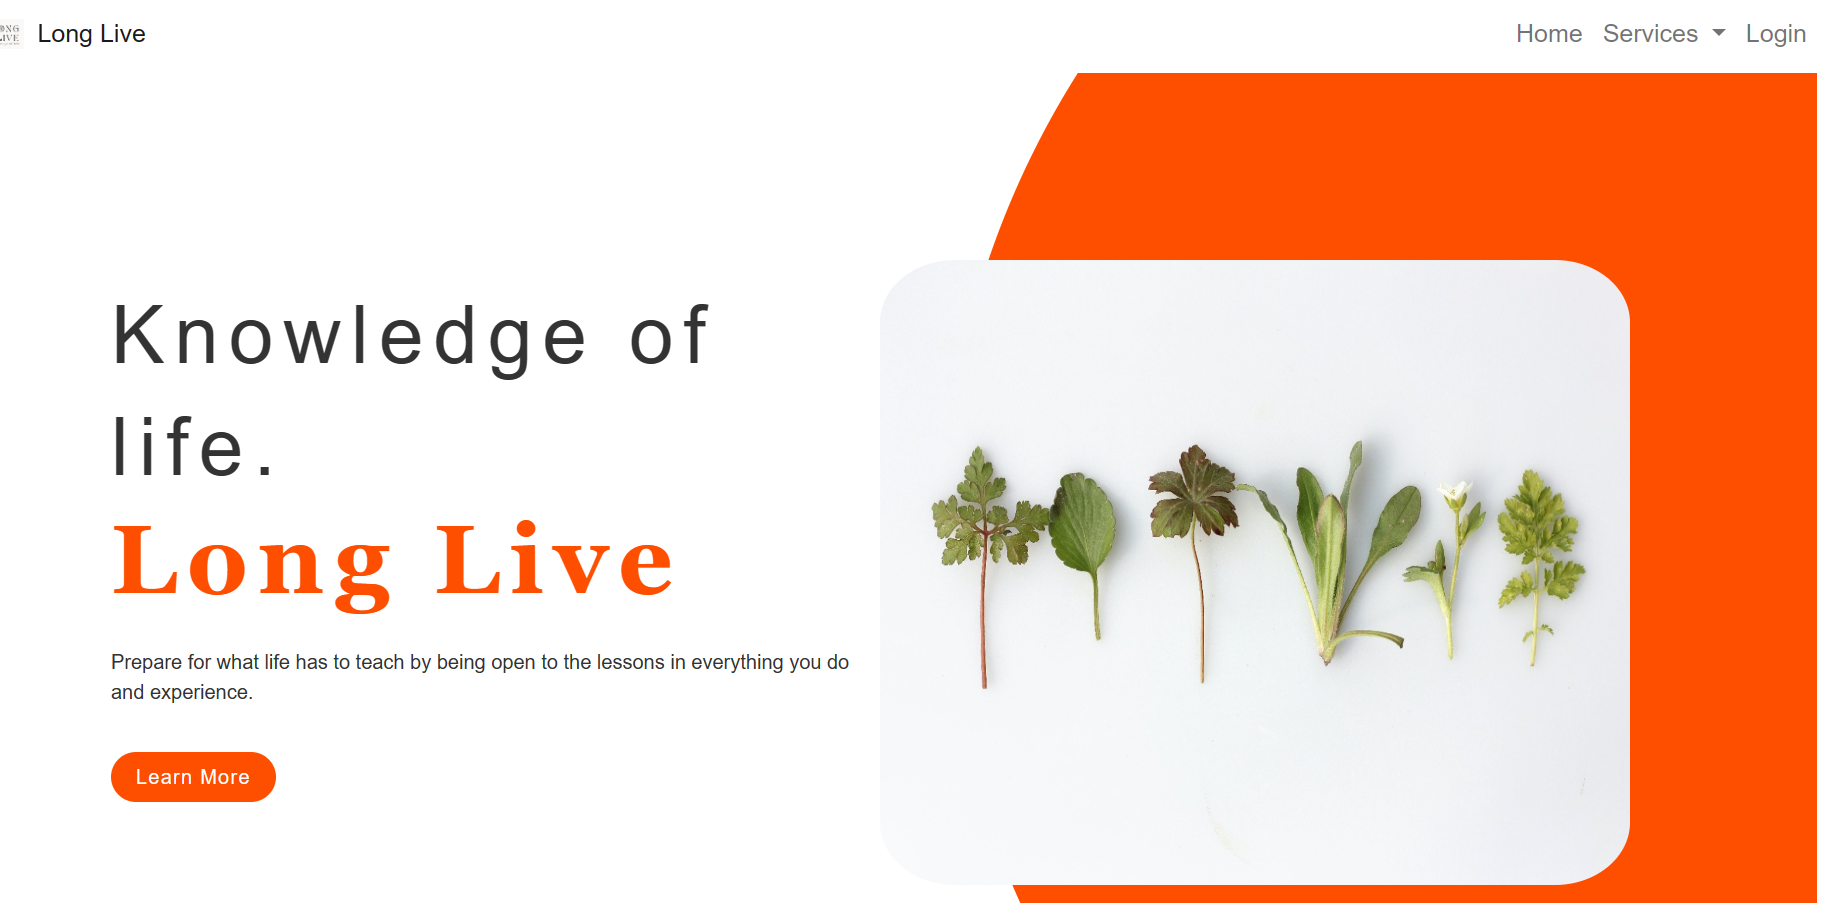 Long Live
Home Services Login
Knowledge of
life.
Long Live
Prepare for what life has to teach by being open to the lessons in everything you do
and experience.
Learn More